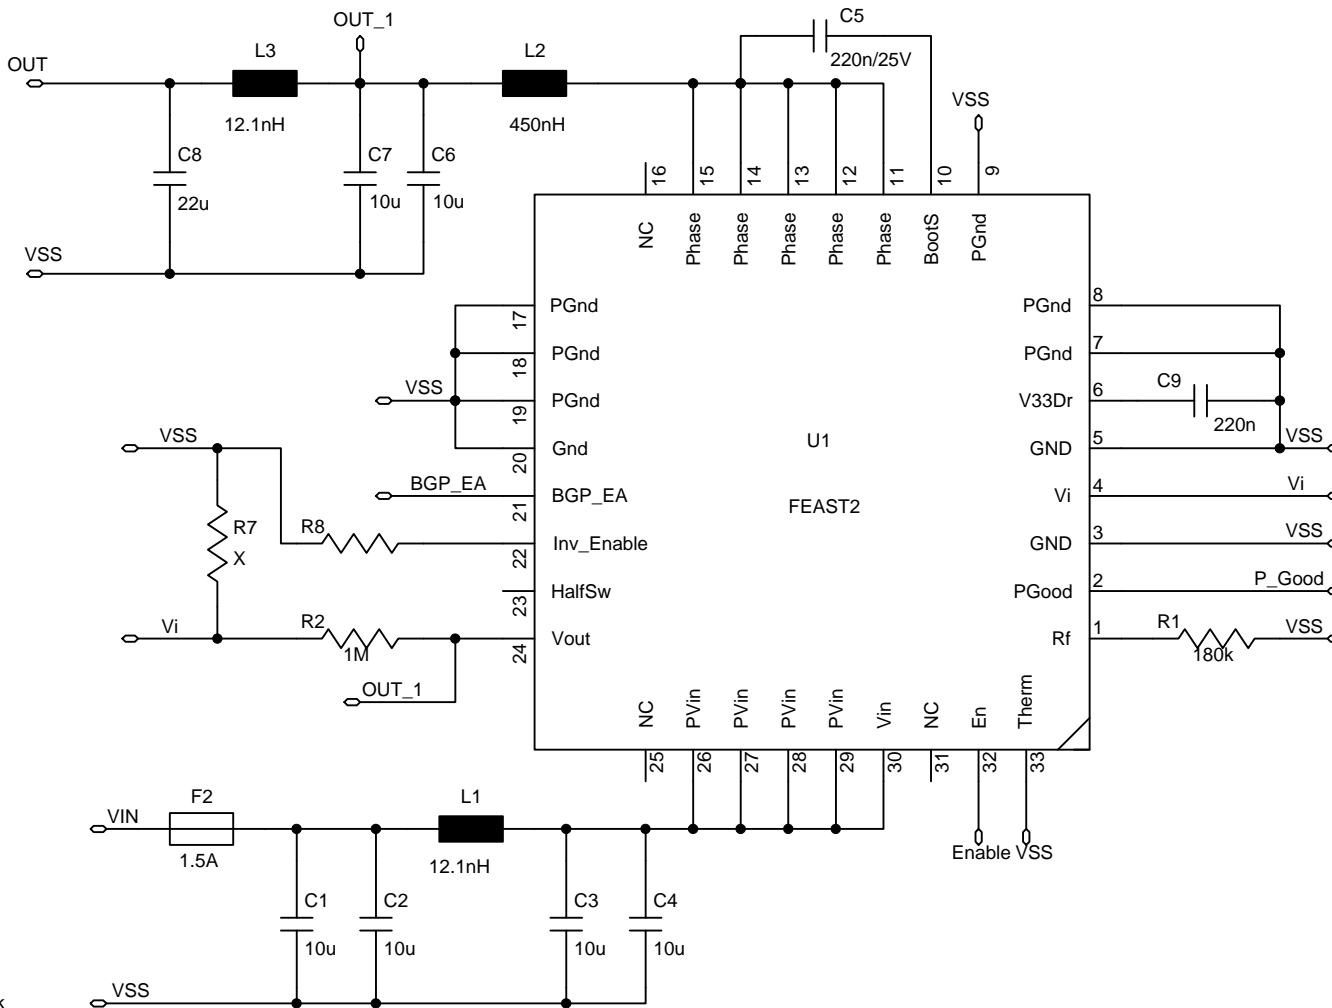 OUT_1
C5
220n/25V
OUT
L3
L2
12.1nH
450nH
VSS
C8
C7
C6
22u
10u
10u
VSS
16
15
14
13
12
11
10
9
NC
Phase
Phase
Phase
Phase
Phase
BootS
PGnd
17
PGnd
18
PGnd
VSS
19
PGnd
20
Gnd
BGP_EA
21
BGP_EA
22
Inv_Enable
23
HalfSw
24
Vout
VSS
R7
X
R8
Vi
R2
1M
OUT_1
U1
FEAST2
PGnd
8
PGnd
7
V33Dr
6
C9
220n
GND
5
VSS
Vi
4
Vi
GND
3
VSS
PGood
2
P_Good
Rf
1
R1
180k
VSS
NC
PVin
PVin
PVin
PVin
Vin
NC
En
Therm
25
26
27
28
29
30
31
32
33
Enable
VSS
VIN
F2
1.5A
L1
12.1nH
C1
10u
C2
10u
C3
10u
C4
10u
VSS